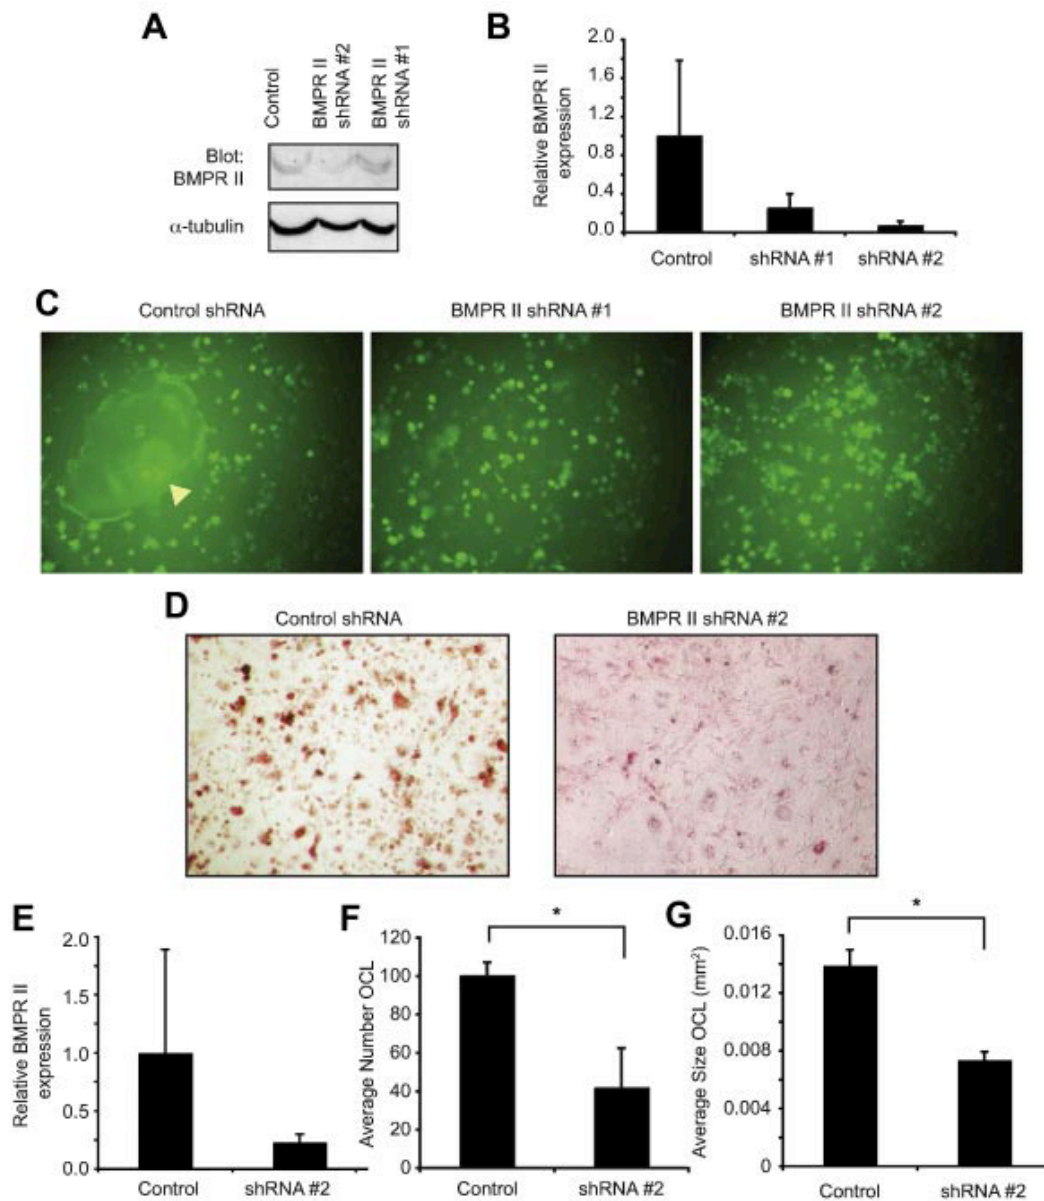 A
Control
BMPR II
shRNA #2
BMPR II
shRNA #1
Blot:
BMPR II
α-tubulin
B
Relative BMPR II
expression
2.0
1.6
1.2
0.8
0.4
0.0
Control shRNA #1 shRNA #2
C
Control shRNA BMPR II shRNA #1 BMPR II shRNA #2
D
Control shRNA BMPR II shRNA #2
E
Relative BMPR II
expression
2.0
1.5
1.0
0.5
0.0
Control shRNA #2
F
*
Average Number OCL
120
100
80
60
40
20
0
Control shRNA #2
G
*
Average Size OCL (mm²)
0.016
0.012
0.008
0.004
0
Control shRNA #2